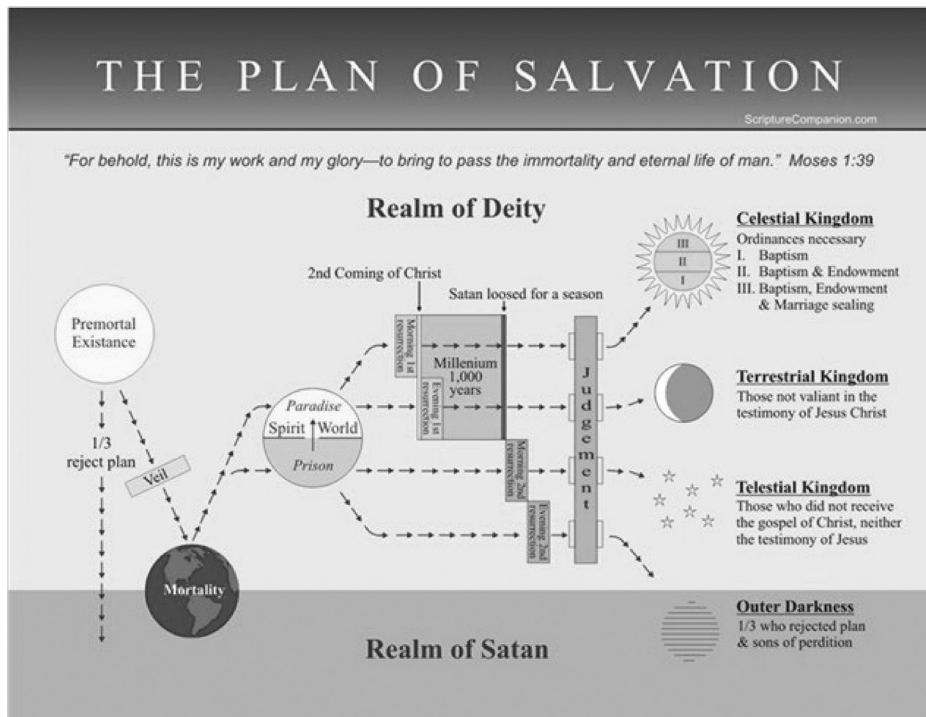 THE PLAN OF SALVATION
ScriptureCompanion.com
“For behold, this is my work and my glory—to bring to pass the immortality and eternal life of man.” Moses 1:39
Realm of Deity
Premortal
Existance
1/3
reject plan
Veil
Mortality
Paradise
Spirit World
Prison
2nd Coming of Christ
Satan loosed for a season
Morning 1st
resurrection
Evening 1st
resurrection
Millenium
1,000
years
Morning 2nd
resurrection
Evening 2nd
resurrection
Judgement
III
II
I
Celestial Kingdom
Ordinances necessary
I. Baptism
II. Baptism & Endowment
III. Baptism, Endowment
& Marriage sealing
Terrestrial Kingdom
Those not valiant in the
testimony of Jesus Christ
Telestial Kingdom
Those who did not receive
the gospel of Christ, neither
the testimony of Jesus
Outer Darkness
1/3 who rejected plan
& sons of perdition
Realm of Satan